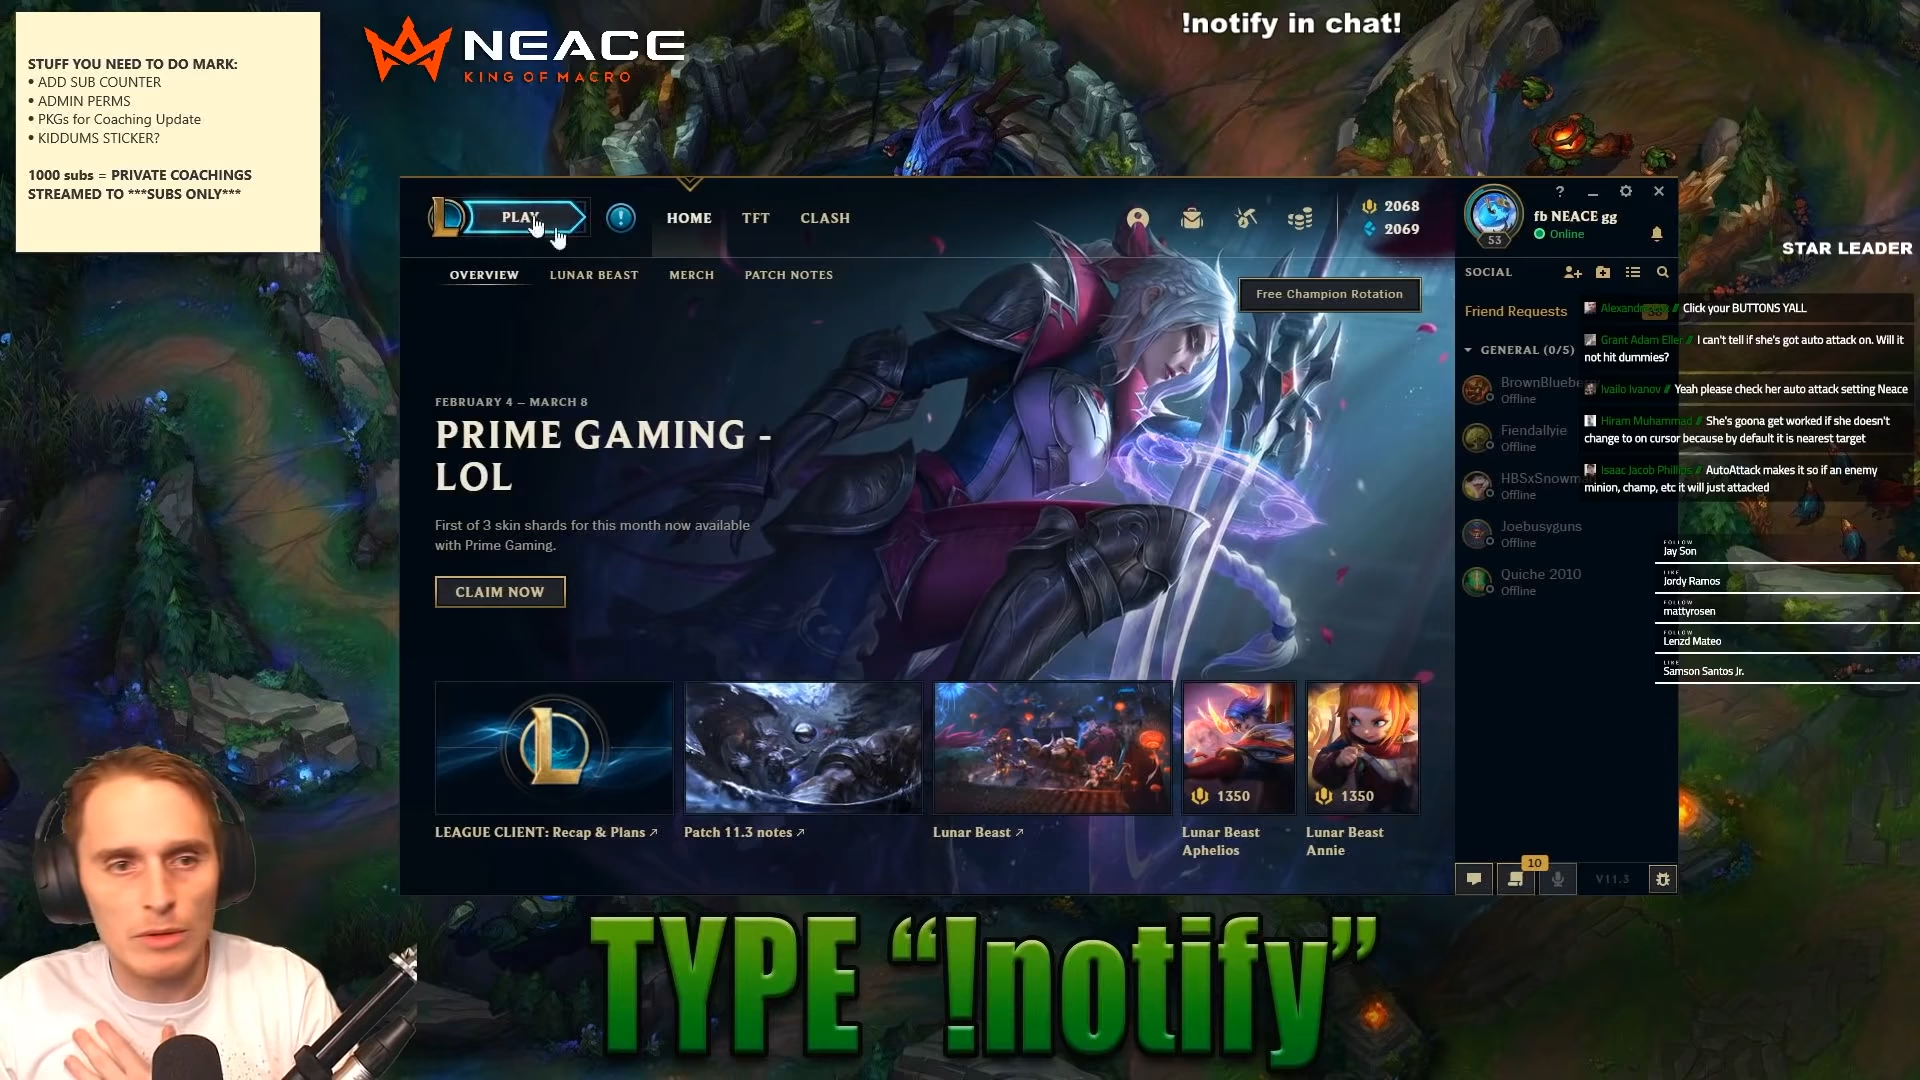 STUFF YOU NEED TO DO MARK:
• ADD SUB COUNTER
• ADMIN PERMS
• PKGs for Coaching Update
• KIDDUMS STICKER?
1000 subs = PRIVATE COACHINGS
STREAMED TO ***SUBS ONLY***
NEACE
KING OF MACRO
!notify in chat!
PLAY
HOME
TFT
CLASH
2068
2069
53
fb NEACE gg
Online
STAR LEADER
OVERVIEW
LUNAR BEAST
MERCH
PATCH NOTES
Free Champion Rotation
SOCIAL
Friend Requests
GENERAL (0/5)
Offline
Fiendallyie
Offline
Offline
Joebusyguns
Offline
Quiche 2010
Offline
// Click your BUTTONS YALL
Grant Adam Eller // I can't tell if she's got auto attack on. Will it
not hit dummies?
Ivailo Ivanov // Yeah please check her auto attack setting Neace
Hiram Muhammad // She's goona get worked if she doesn't
change to on cursor because by default it is nearest target
Isaac Jacob Phillips // AutoAttack makes it so if an enemy
minion, champ, etc it will just attacked
FOLLOW
Jay Son
LIKE
Jordy Ramos
FOLLOW
mattyrosen
FOLLOW
Lenzd Mateo
LIKE
Samson Santos Jr.
FEBRUARY 4 – MARCH 8
PRIME GAMING -
LOL
First of 3 skin shards for this month now available
with Prime Gaming.
CLAIM NOW
1350
1350
LEAGUE CLIENT: Recap & Plans
Patch 11.3 notes
Lunar Beast
Lunar Beast
Aphelios
Lunar Beast
Annie
10
V11.3
TYPE “!notify”